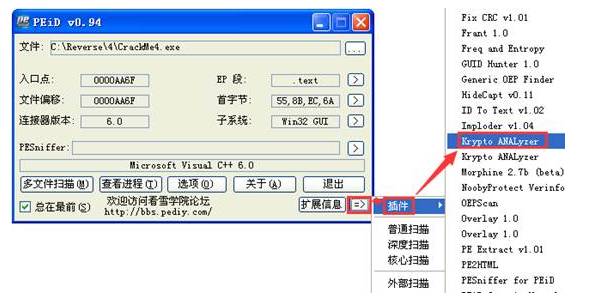 PEiD v0.94
文件: C:\Reverse\4\CrackMe4.exe ...
入口点: 0000AA6F EP 段: .text >
文件偏移: 0000AA6F 首字节: 55,8B,EC,6A >
连接器版本: 6.0 子系统: Win32 GUI >
PESniffer: >
Microsoft Visual C++ 6.0
多文件扫描(M) 查看进程(T) 选项(O) 关于(A) 退出
总在最前(S) 欢迎访问看雪学院论坛 扩展信息 =>
http://bbs.pediy.com/
插件
普通扫描
深度扫描
核心扫描
外部扫描
Fix CRC v1.01
Frant 1.0
Freq and Entropy
GUID Hunter 1.0
Generic OEP Finder
HideCapt v0.11
ID To Text v1.02
Imploder v1.04
Krypto ANALyzer
Krypto ANALyzer
Morphine 2.7b (beta)
NoobyProtect Verinfo
OEPScan
Overlay 1.0
Overlay 1.0
PE Extract v1.01
PE2HTML
PESniffer for PEiD